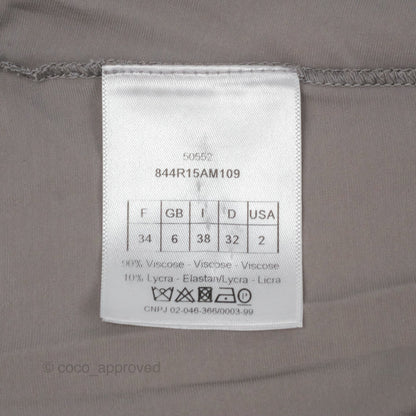 50552
844R15AM109
F GB I D USA
34 6 38 32 2
90% Viscose - Viscose - Viscose
10% Lycra - Elastan/Lycra - Licra
CNPJ 02-046-366/0003-99
© coco_approved